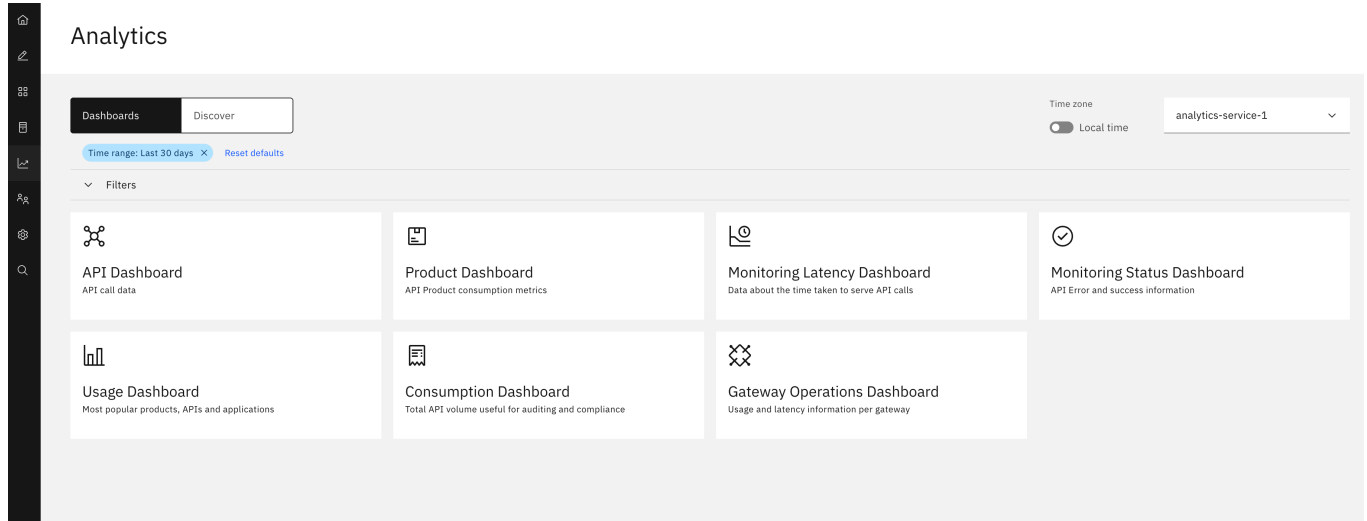 Analytics
Dashboards
Discover
Time zone
Local time
analytics-service-1
Time range: Last 30 days
Reset defaults
Filters
API Dashboard
API call data
Product Dashboard
API Product consumption metrics
Monitoring Latency Dashboard
Data about the time taken to serve API calls
Monitoring Status Dashboard
API Error and success information
Usage Dashboard
Most popular products, APIs and applications
Consumption Dashboard
Total API volume useful for auditing and compliance
Gateway Operations Dashboard
Usage and latency information per gateway